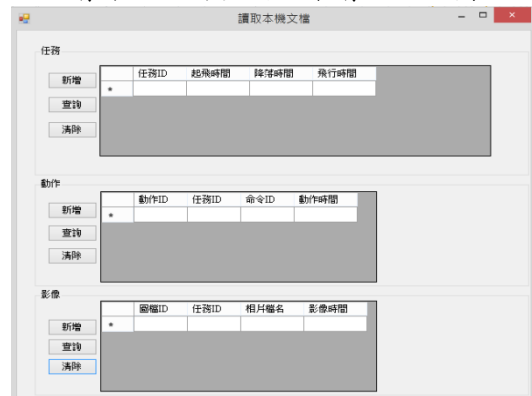 讀取本機文檔
任務
新增
查詢
清除
任務ID 起飛時間 降落時間 飛行時間
*
動作
新增
查詢
清除
動作ID 任務ID 命令ID 動作時間
*
影像
新增
查詢
清除
圖檔ID 任務ID 相片檔名 影像時間
*